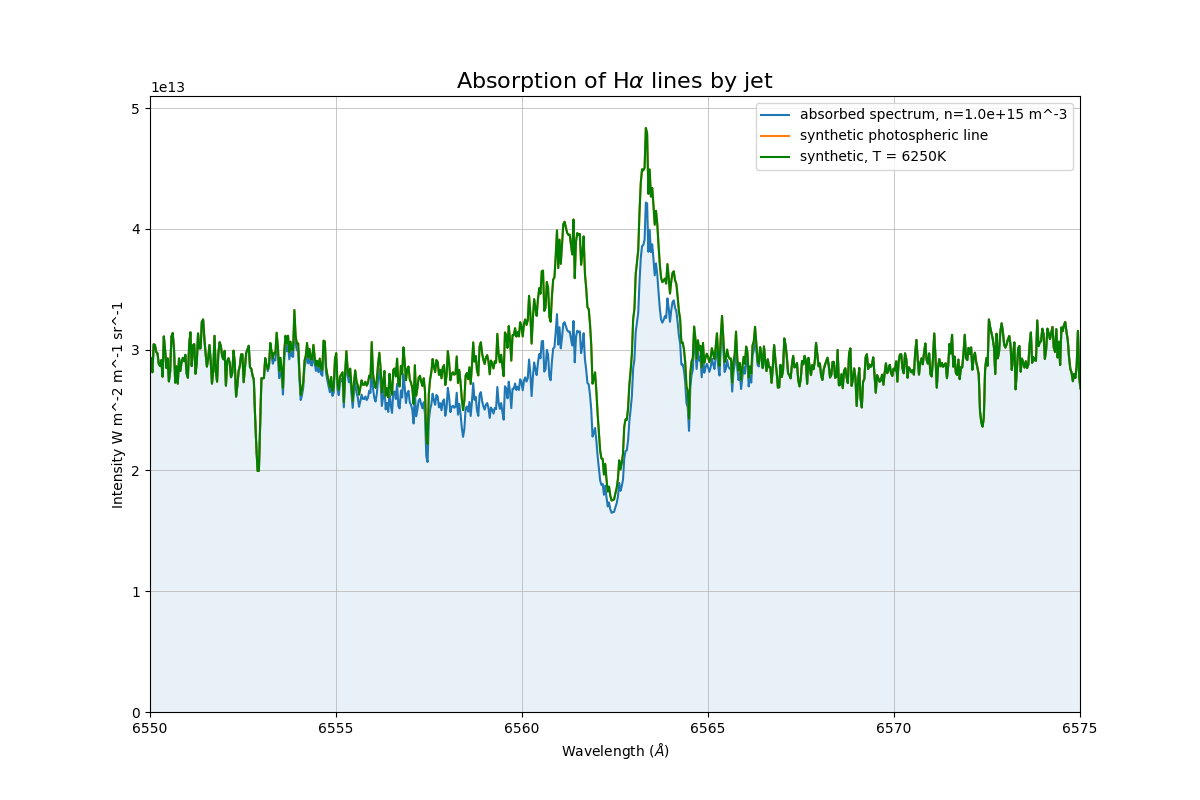 Absorption of Hα lines by jet
1e13
absorbed spectrum, n=1.0e+15 m^-3
synthetic photospheric line
synthetic, T = 6250K
5
4
3
2
1
0
Intensity W m^-2 m^-1 sr^-1
6550 6555 6560 6565 6570 6575
Wavelength (Å)